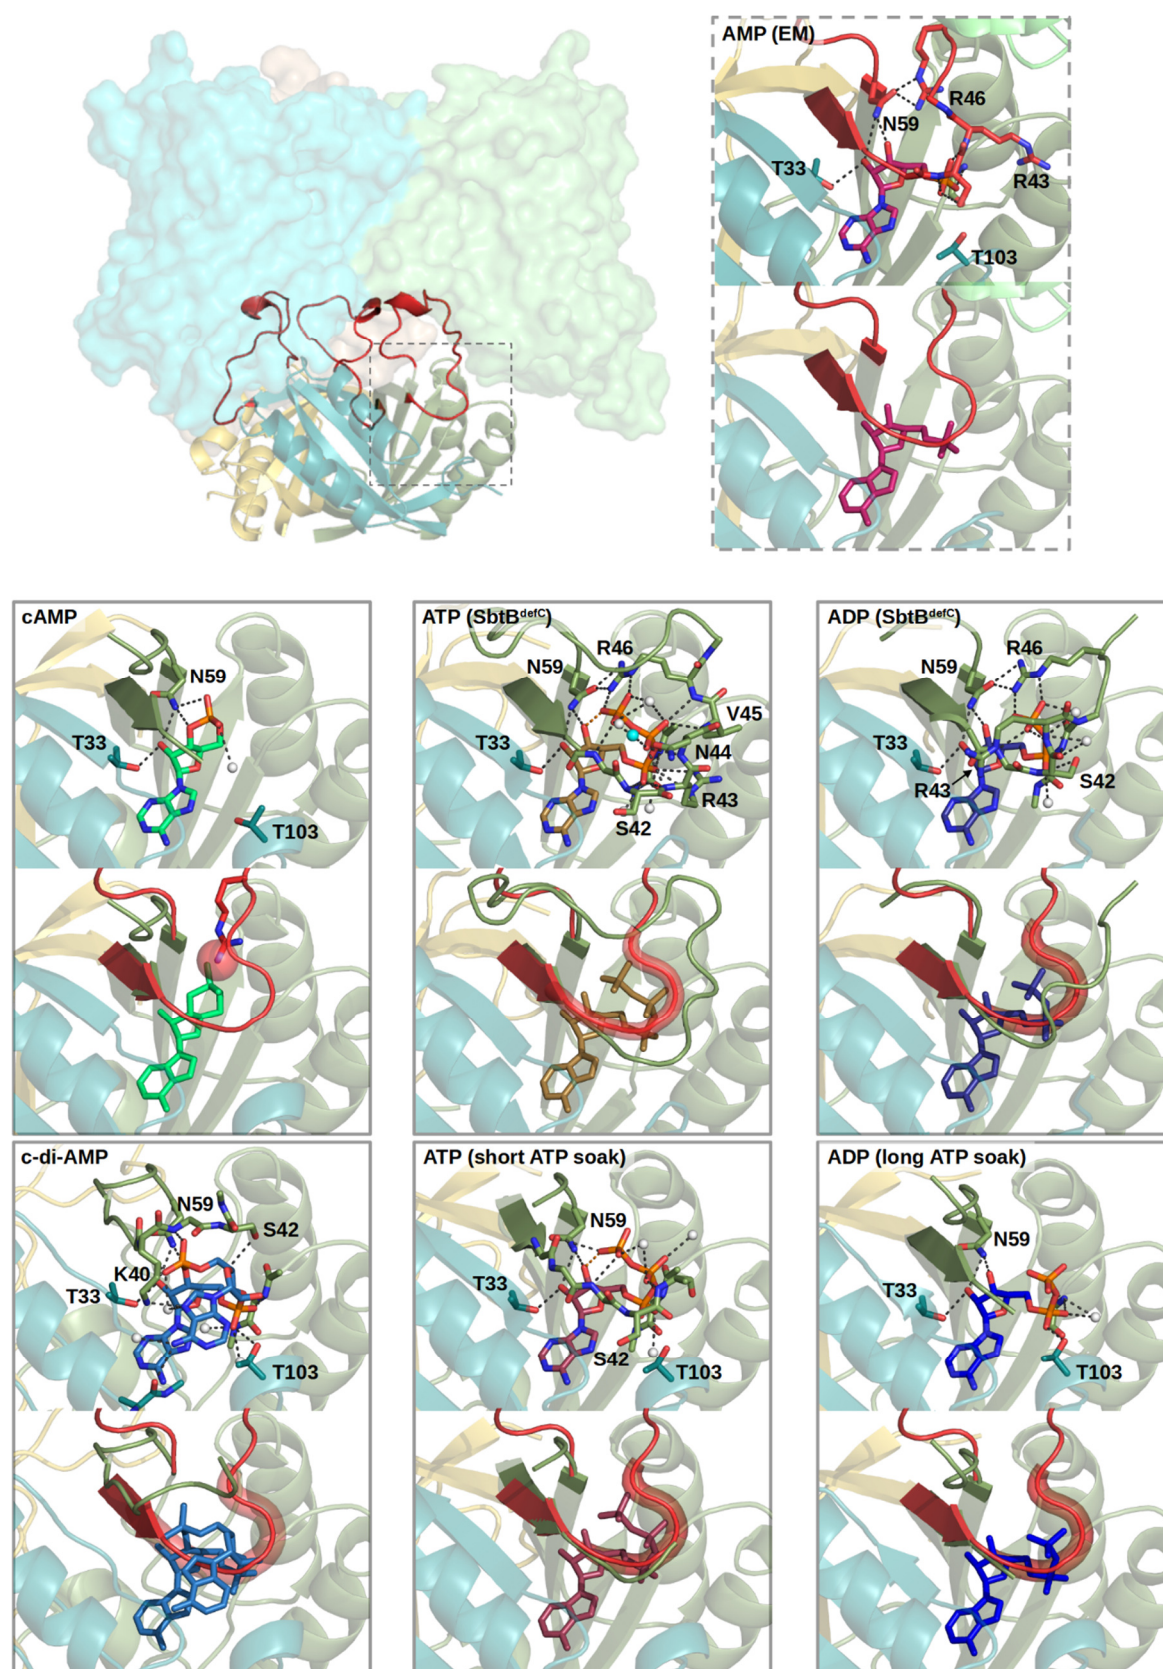 AMP (EM)
R46
N59
T33
R43
T103
cAMP
N59
T33
T103
ATP (SbtB^defC)
R46
N59
V45
T33
N44
R43
S42
ADP (SbtB^defC)
R46
N59
T33
R43
S42
c-di-AMP
N59
S42
K40
T33
T103
ATP (short ATP soak)
N59
T33
S42
T103
ADP (long ATP soak)
N59
T33